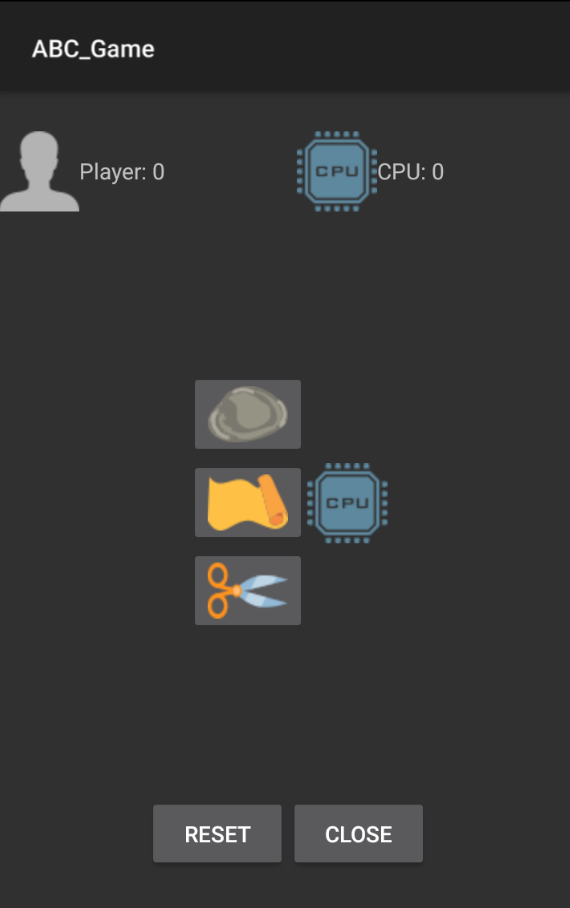 ABC_Game
Player: 0
CPU
CPU: 0
CPU
RESET
CLOSE